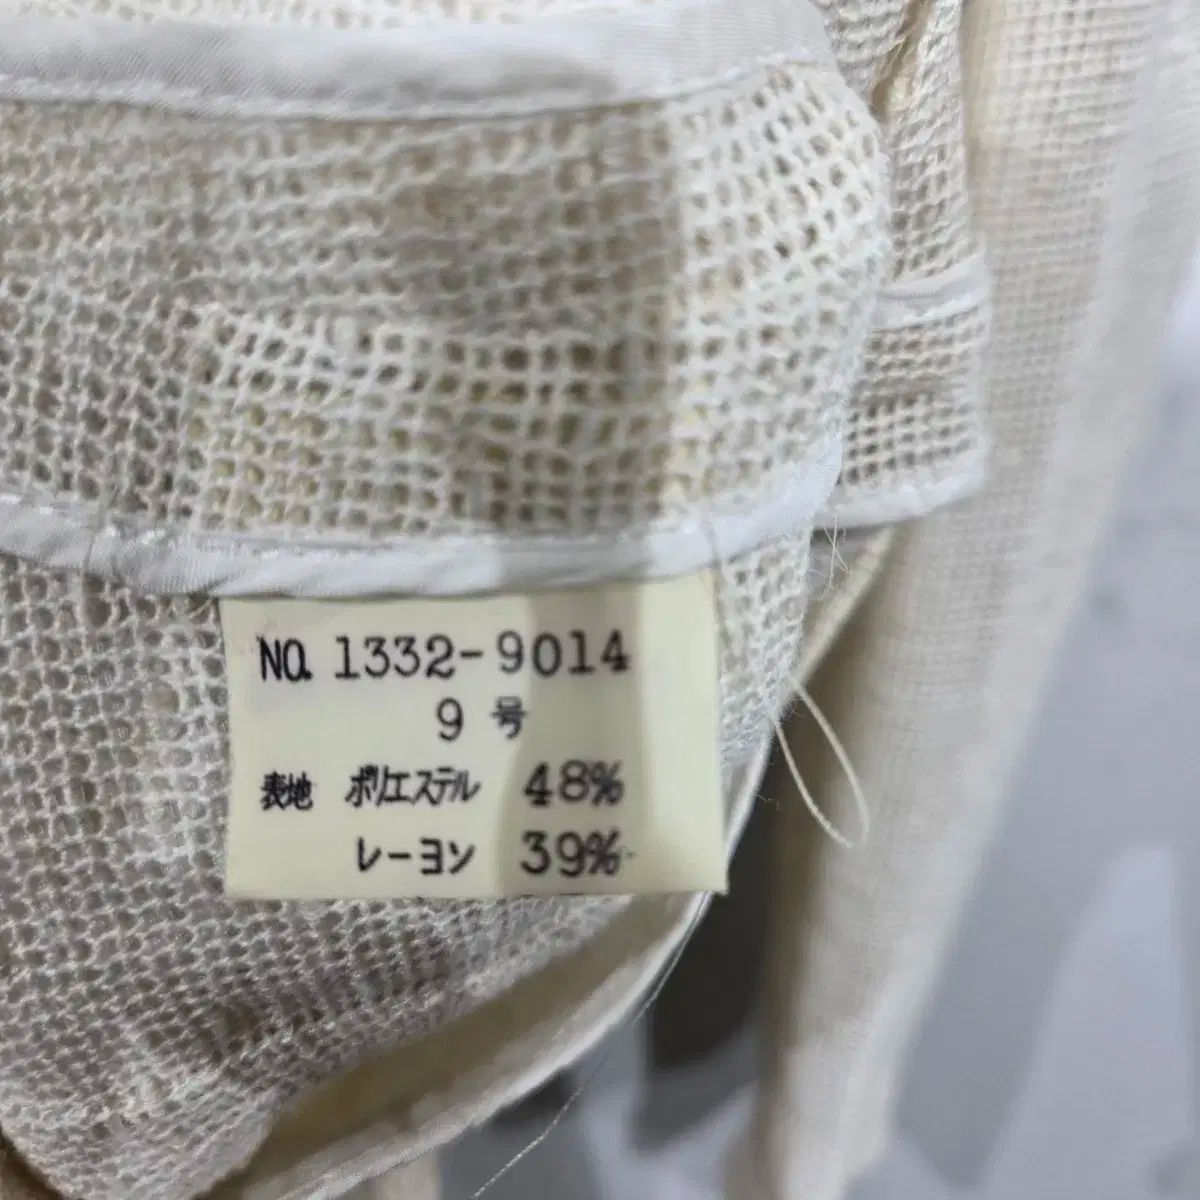 NO. 1332-9014
9 号
表地 ポリエステル 48%
レーヨン 39%